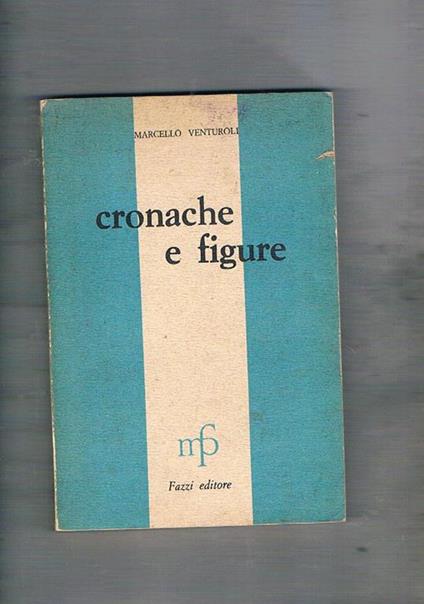 MARCELLO VENTUROLI
cronache
e figure
mf
Fazzi editore